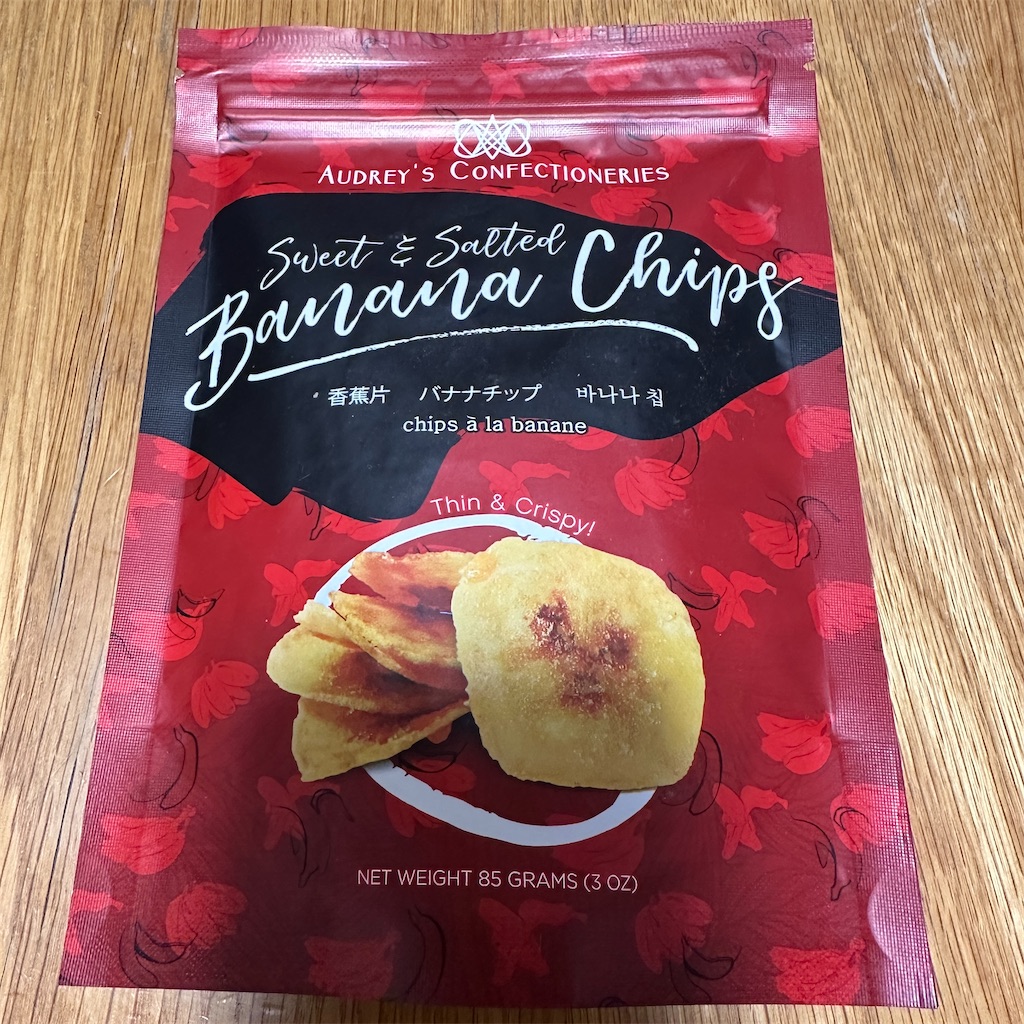 AUDREY'S CONFECTIONERIES
Sweet & Salted
Banana Chips
香蕉片 バナナチップ 바나나 칩
chips à la banane
Thin & Crispy!
NET WEIGHT 85 GRAMS (3 OZ)